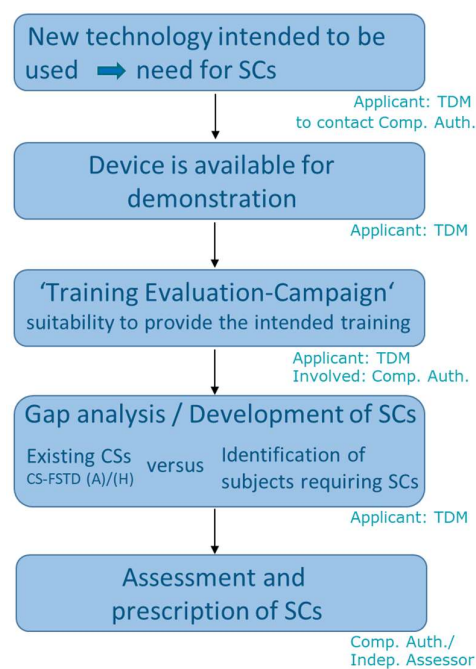 New technology intended to be
used need for SCs
Applicant: TDM
to contact Comp. Auth.
Device is available for
demonstration
Applicant: TDM
‘Training Evaluation-Campaign‘
suitability to provide the intended training
Applicant: TDM
Involved: Comp. Auth.
Gap analysis / Development of SCs
Existing CSs
CS-FSTD (A)/(H)
versus
Identification of
subjects requiring SCs
Applicant: TDM
Assessment and
prescription of SCs
Comp. Auth./
Indep. Assessor